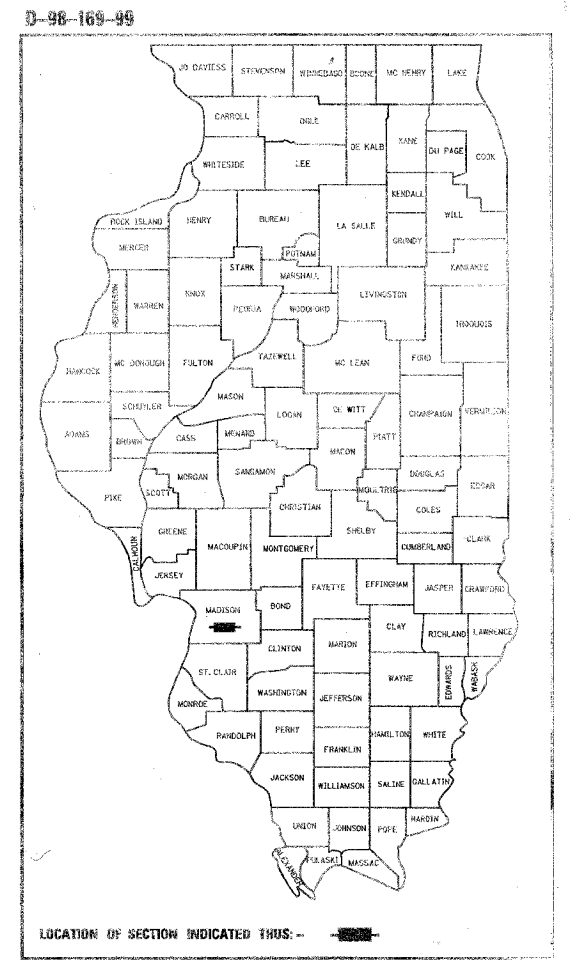 D-98-169-99
JO DAVIESS STEVENSON WINNEBAGO BOONE MC HENRY LAKE
CARROLL OGLE
DE KALB KANE DU PAGE COOK
WHITESIDE LEE
KENDALL
ROCK ISLAND HENRY BUREAU LA SALLE WILL
MERCER PUTNAM GRUNDY
STARK MARSHALL KANKAKEE
HENDERSON WARREN KNOX PEORIA WOODFORD LIVINGSTON
IROQUOIS
HANCOCK MC DONOUGH FULTON TAZEWELL MC LEAN FORD
MASON
SCHUYLER LOGAN DE WITT CHAMPAIGN VERMILION
ADAMS BROWN CASS MENARD MACON PIATT
PIKE SCOTT MORGAN SANGAMON MOULTRIE DOUGLAS EDGAR
CHRISTIAN COLES
GREENE SHELBY
CALHOUN MACOUPIN MONTGOMERY CUMBERLAND CLARK
JERSEY FAYETTE EFFINGHAM JASPER CRAWFORD
MADISON BOND
CLAY RICHLAND LAWRENCE
CLINTON MARION
ST. CLAIR WAYNE EDWARDS WABASH
WASHINGTON JEFFERSON
MONROE
RANDOLPH PERRY HAMILTON WHITE
FRANKLIN
JACKSON WILLIAMSON SALINE GALLATIN
UNION JOHNSON POPE HARDIN
ALEXANDER PULASKI MASSAC
LOCATION OF SECTION INDICATED THUS: -